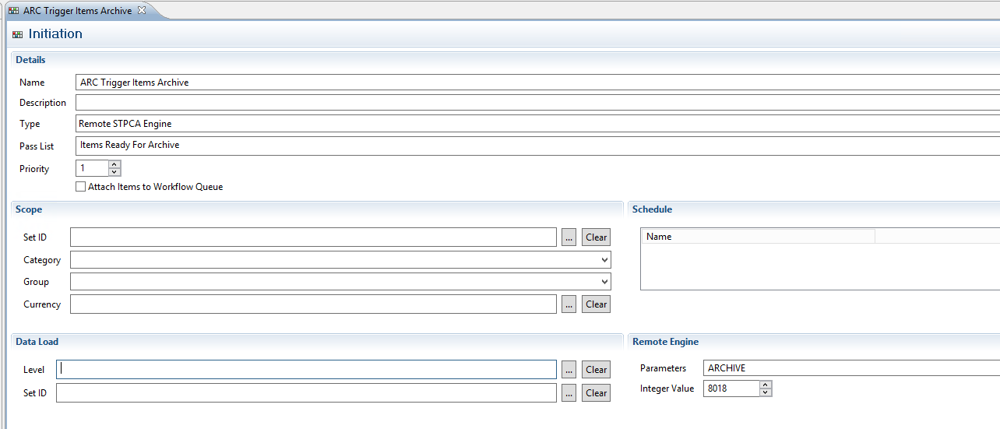 ARC Trigger Items Archive
Initiation
Details
Name ARC Trigger Items Archive
Description
Type Remote STPCA Engine
Pass List Items Ready For Archive
Priority 1
Attach Items to Workflow Queue
Scope
Set ID ... Clear
Category
Group
Currency ... Clear
Schedule
Name
Data Load
Level ... Clear
Set ID ... Clear
Remote Engine
Parameters ARCHIVE
Integer Value 8018